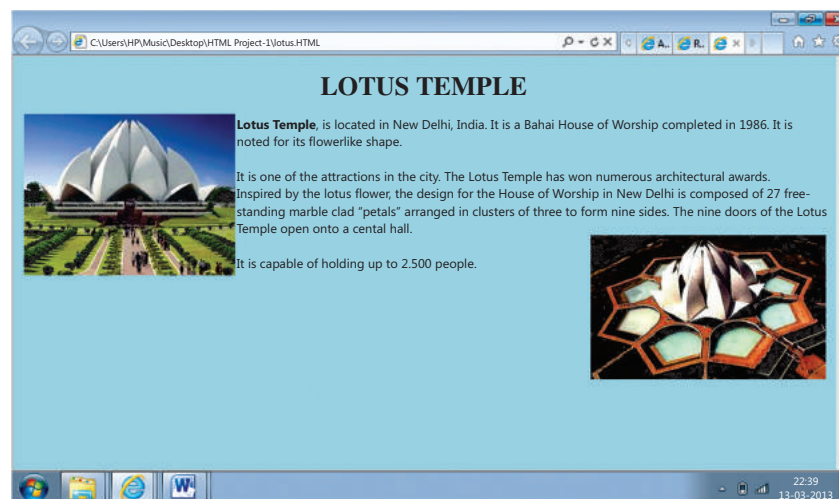 C:\Users\HP\Music\Desktop\HTML Project-1\lotus.HTML
A..
R.
LOTUS TEMPLE
Lotus Temple, is located in New Delhi, India. It is a Bahai House of Worship completed in 1986. It is
noted for its flowerlike shape.
It is one of the attractions in the city. The Lotus Temple has won numerous architectural awards.
Inspired by the lotus flower, the design for the House of Worship in New Delhi is composed of 27 free-
standing marble clad "petals" arranged in clusters of three to form nine sides. The nine doors of the Lotus
Temple open onto a cental hall.
It is capable of holding up to 2.500 people.
W
22:39
13-03-2013